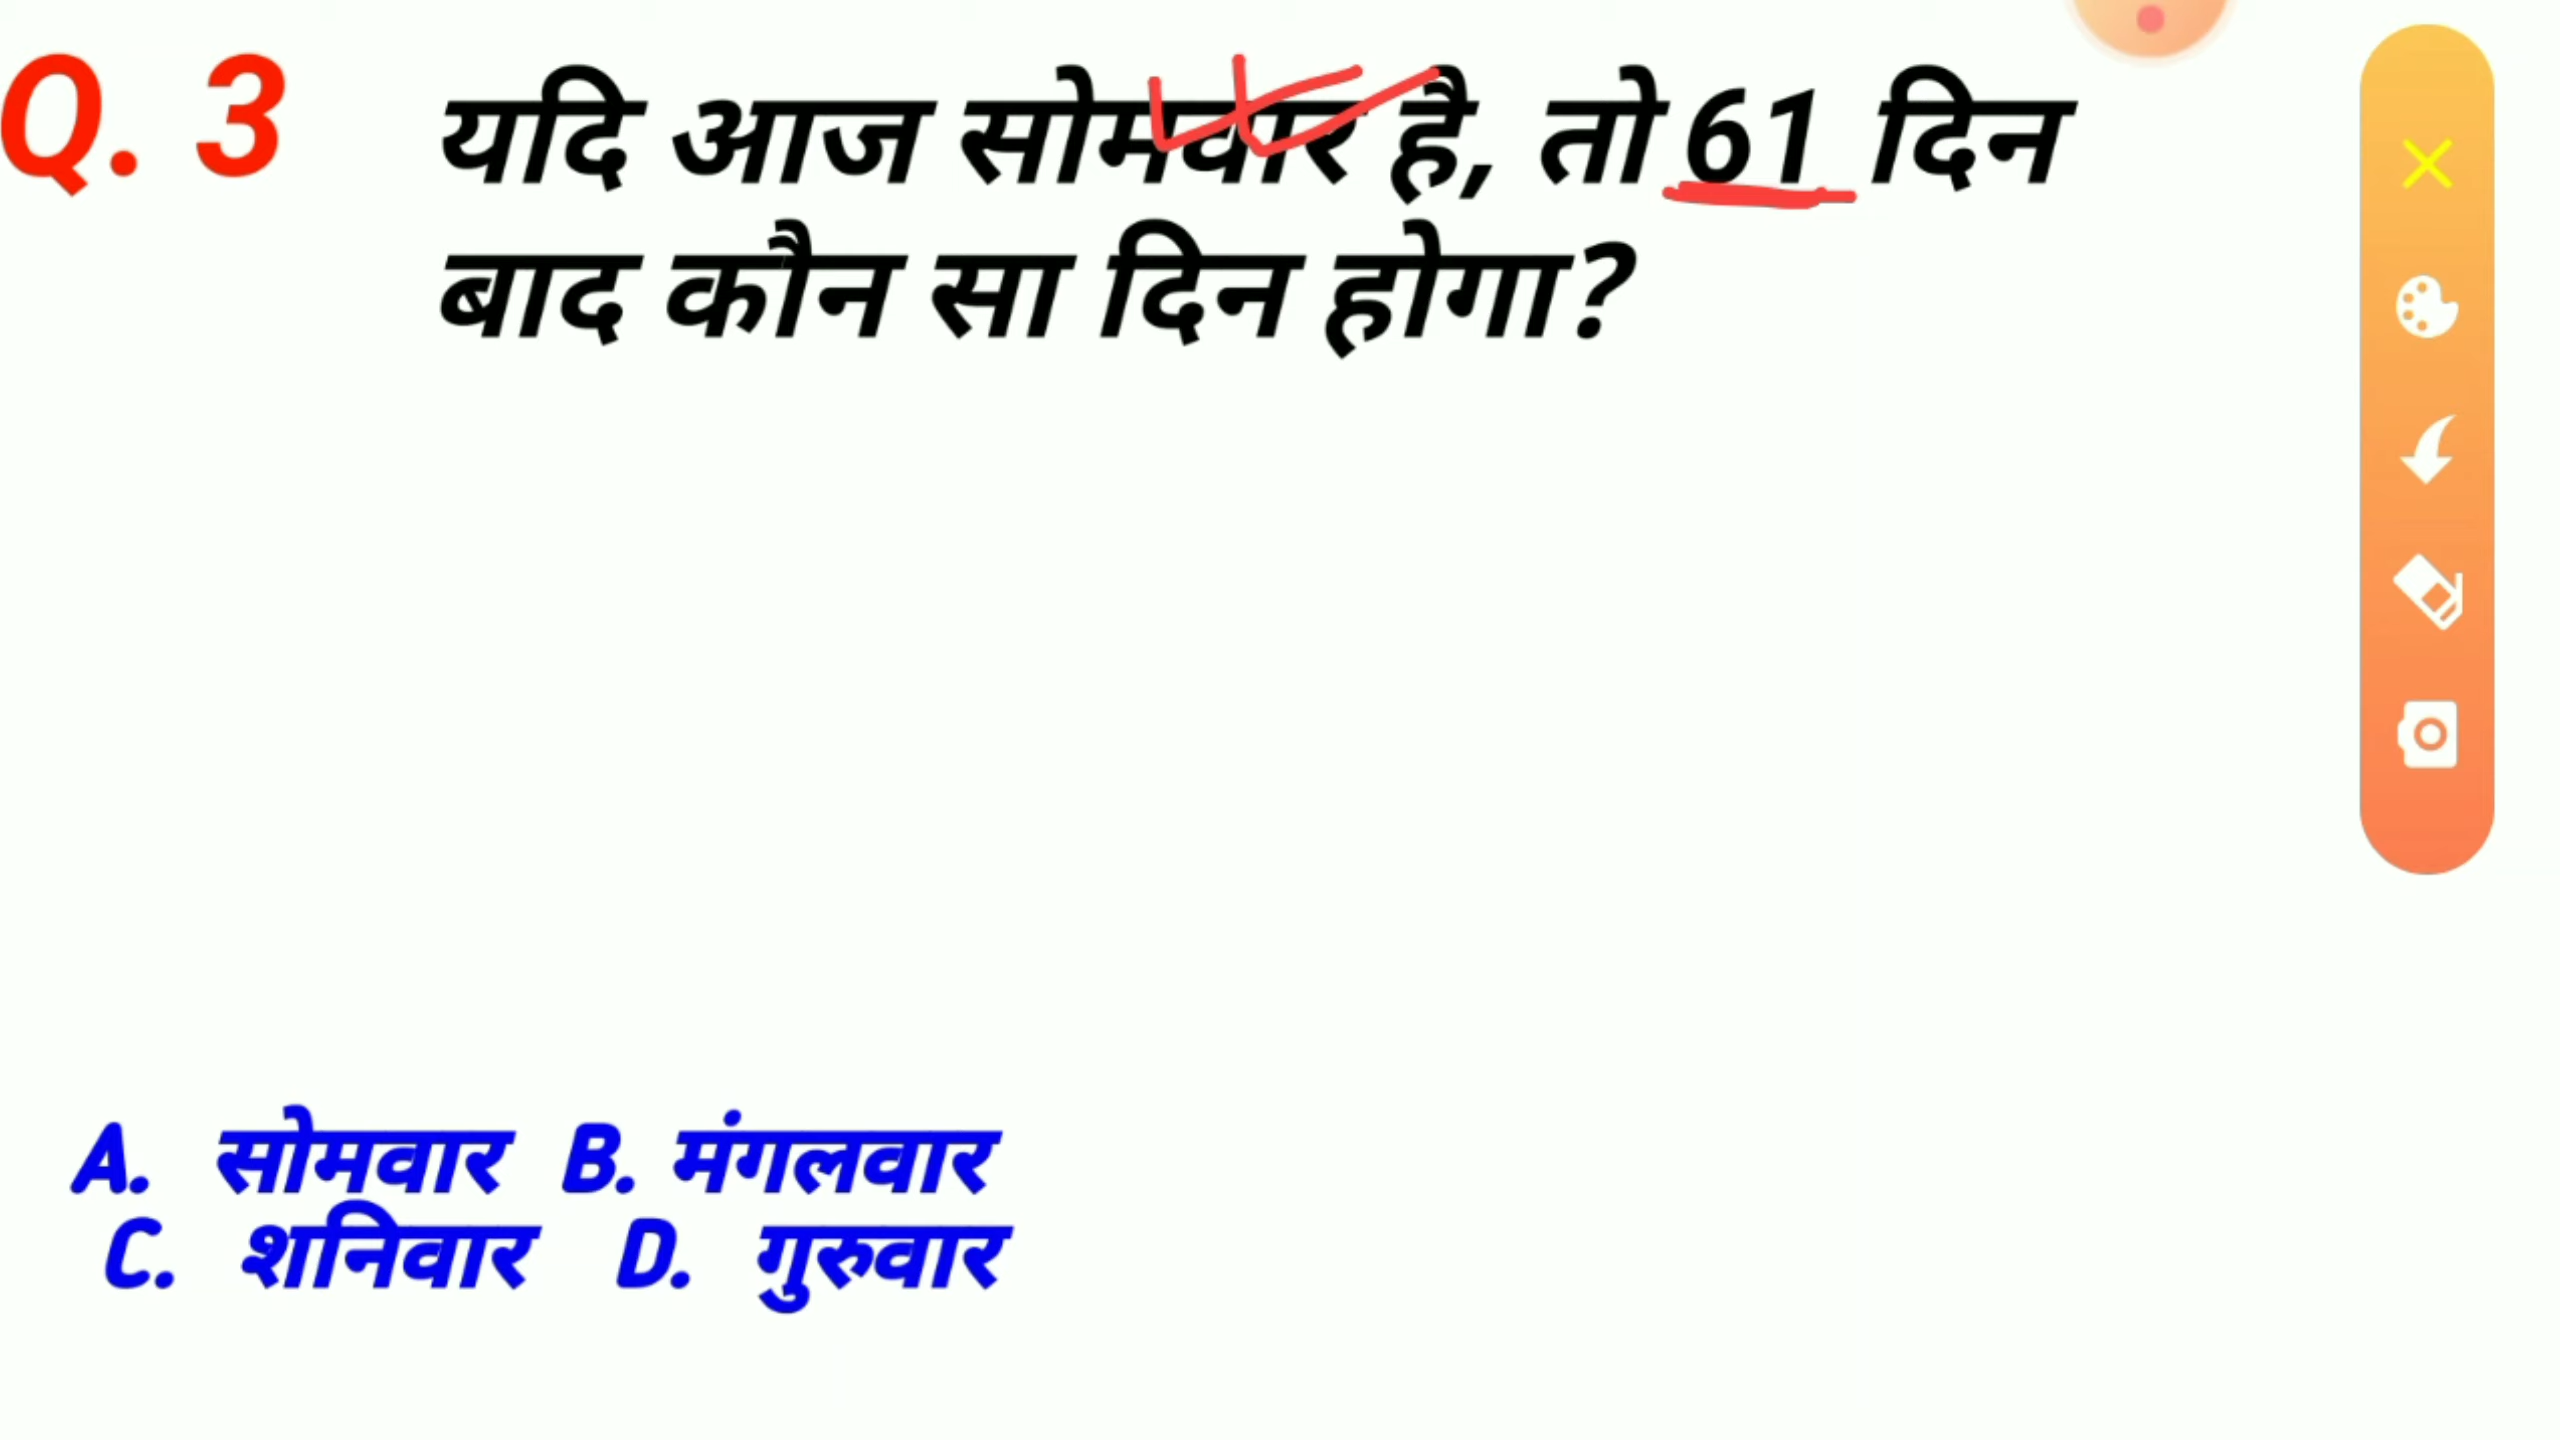 Q. 3 यदि आज सोमवार है, तो 61 दिन
बाद कौन सा दिन होगा?
A. सोमवार B. मंगलवार
C. शनिवार D. गुरुवार